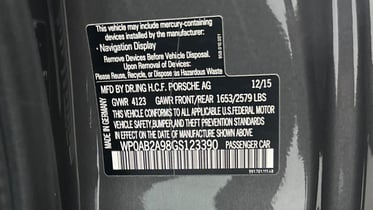 This vehicle may include mercury-containing
devices installed by the manufacturer:
• Navigation Display
Remove Devices Before Vehicle Disposal.
Upon Removal of Devices:
Please Reuse, Recycle or Dispose as Hazardous Waste
MADE IN GERMANY
MFD BY DR.ING H.C.F. PORSCHE AG 12/15
GVWR 4123 GAWR FRONT/REAR 1653/2579 LBS
THIS VEHICLE CONFORMS TO ALL APPLICABLE U.S.FEDERAL MOTOR
VEHICLE SAFETY,BUMPER,AND THEFT PREVENTION STANDARDS IN
EFFECT ON THE DATE OF MANUFACTURE SHOWN ABOVE
WP0AB2A98GS123390 PASSENGER CAR